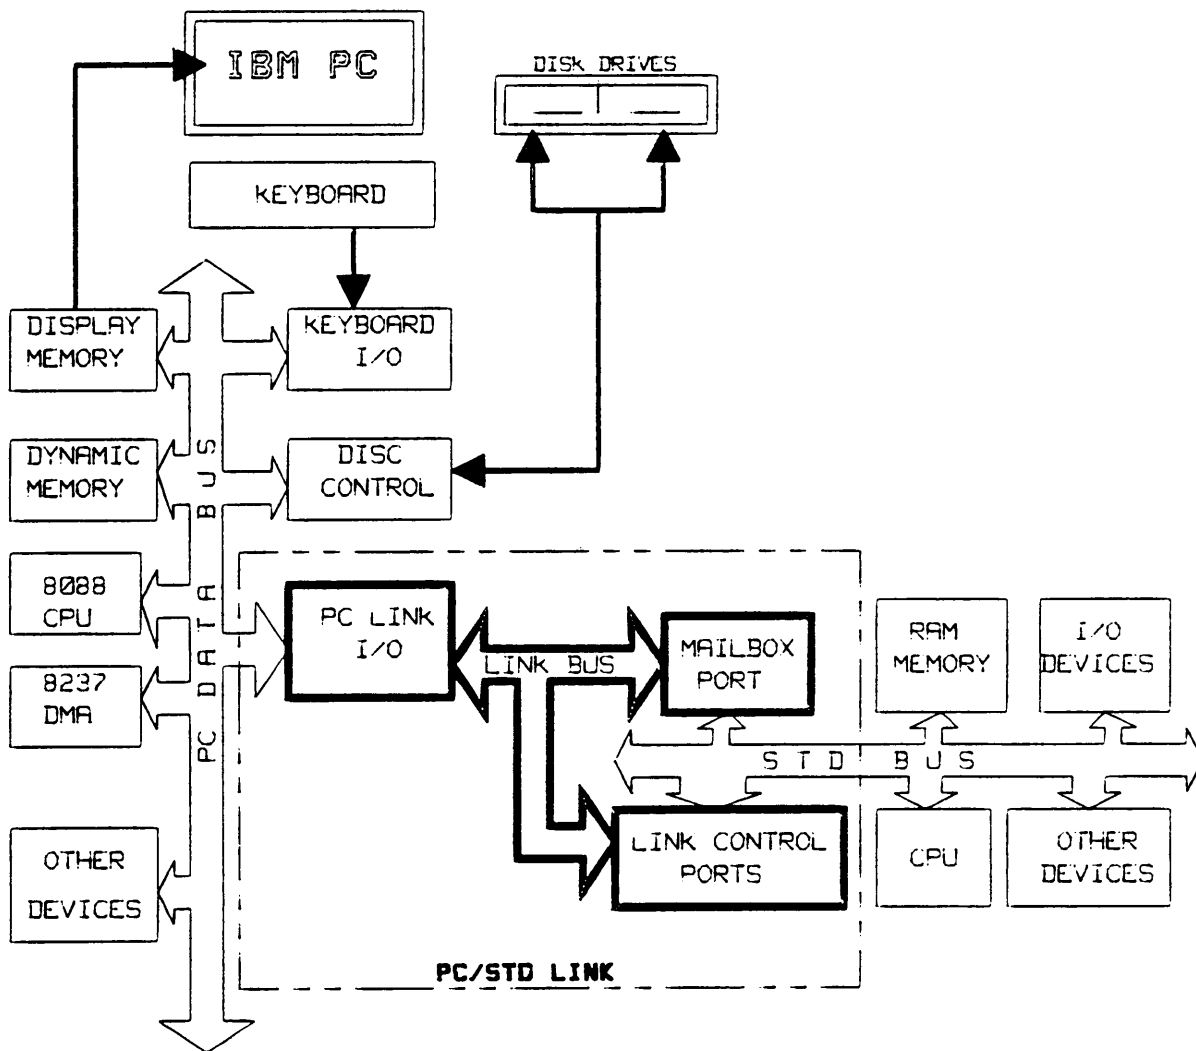 IBM PC
DISK DRIVES
KEYBOARD
DISPLAY
MEMORY
KEYBOARD
I/O
DYNAMIC
MEMORY
DISC
CONTROL
PC DATA BUS
8088
CPU
8237
DMA
OTHER
DEVICES
PC LINK
I/O
LINK BUS
MAILBOX
PORT
LINK CONTROL
PORTS
PC/STD LINK
RAM
MEMORY
I/O
DEVICES
STD BUS
CPU
OTHER
DEVICES